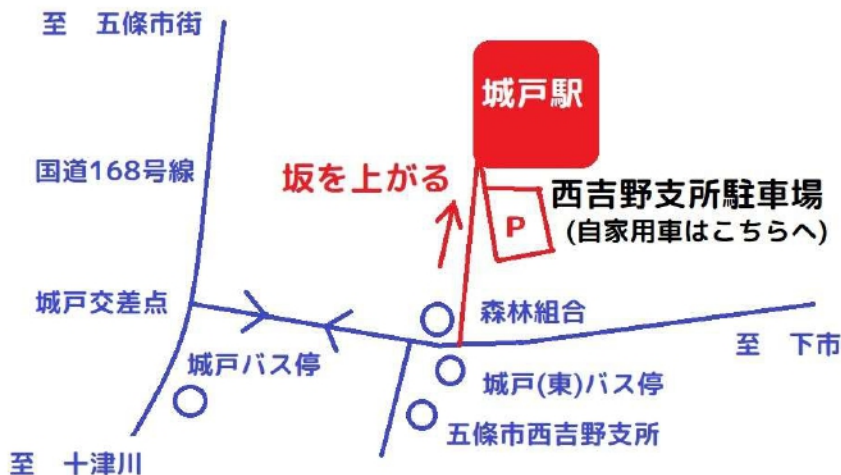 至 五條市街
城戸駅
国道168号線
坂を上がる
西吉野支所駐車場
P
(自家用車はこちらへ)
城戸交差点
森林組合
至 下市
城戸バス停
城戸(東)バス停
五條市西吉野支所
至 十津川